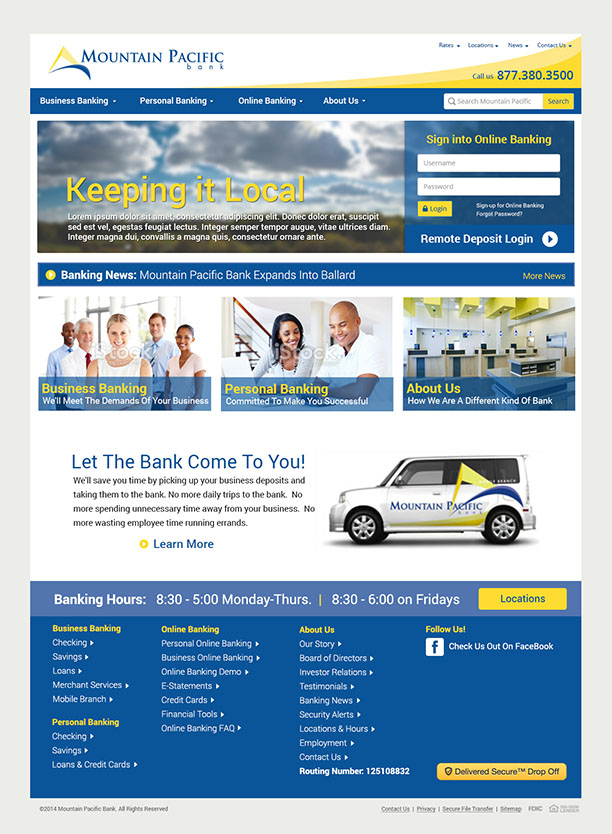 MOUNTAIN PACIFIC
bank
Rates
Locations
News
Contact Us
Call us 877.380.3500
Business Banking
Personal Banking
Online Banking
About Us
Search Mountain Pacific
Search
Keeping it Local
Lorem ipsum dolor sit amet, consectetur adipiscing elit. Donec dolor erat, suscipit
sed est vel, egestas feugiat lectus. Integer semper tempor augue, vitae ultrices diam.
Integer magna dui, convallis a magna quis, consectetur ornare ante.
Sign into Online Banking
Username
Password
Login
Sign-up for Online Banking
Forgot Password?
Remote Deposit Login
Banking News: Mountain Pacific Bank Expands Into Ballard
More News
iStock
Business Banking
We'll Meet The Demands Of Your Business
iStock
Personal Banking
Committed To Make You Successful
About Us
How We Are A Different Kind Of Bank
Let The Bank Come To You!
We'll save you time by picking up your business deposits and
taking them to the bank. No more daily trips to the bank. No
more spending unnecessary time away from your business. No
more wasting employee time running errands.
Learn More
BRANCH
MOUNTAIN PACIFIC
bank
Banking Hours: 8:30 - 5:00 Monday-Thurs. | 8:30 - 6:00 on Fridays
Locations
Business Banking
Checking
Savings
Loans
Merchant Services
Mobile Branch
Personal Banking
Checking
Savings
Loans & Credit Cards
Online Banking
Personal Online Banking
Business Online Banking
Online Banking Demo
E-Statements
Credit Cards
Financial Tools
Online Banking FAQ
About Us
Our Story
Board of Directors
Investor Relations
Testimonials
Banking News
Security Alerts
Locations & Hours
Employment
Contact Us
Routing Number: 125108832
Follow Us!
Check Us Out On FaceBook
Delivered Secure™ Drop Off
©2014 Mountain Pacific Bank. All Rights Reserved
Contact Us | Privacy | Secure File Transfer | Sitemap
FDIC
LENDER